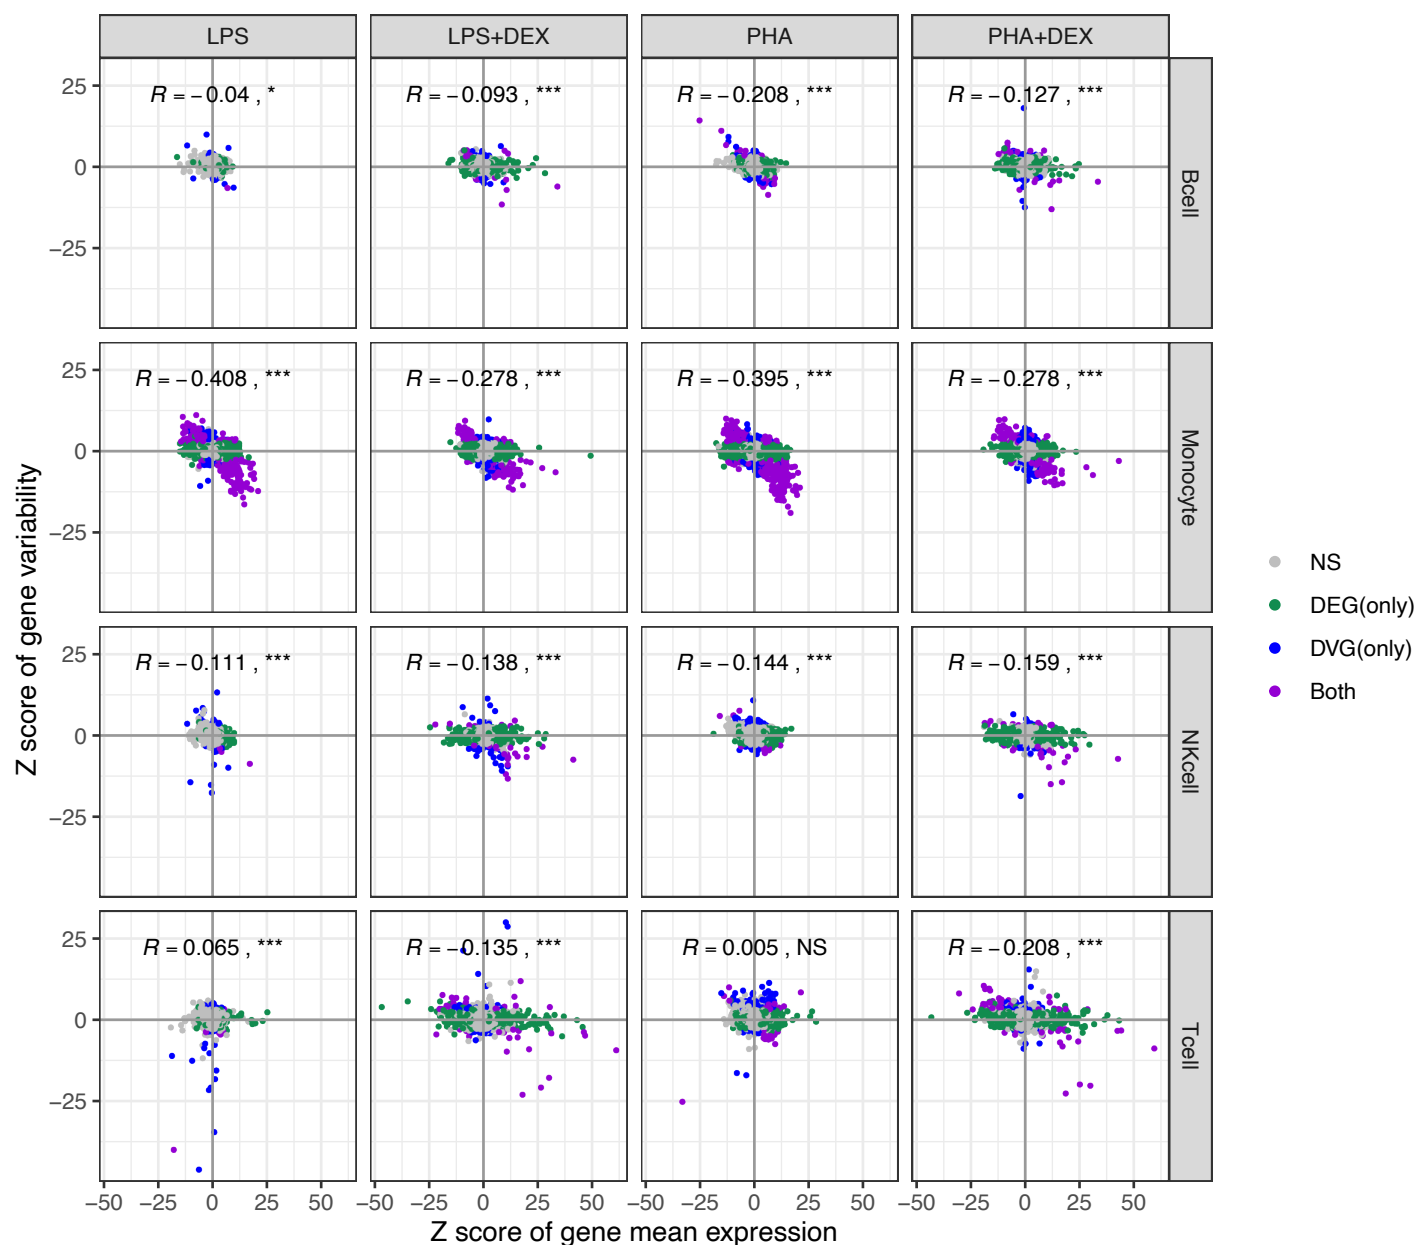 LPS LPS+DEX PHA PHA+DEX
25 R = −0.04 , * R = −0.093 , *** R = −0.208 , *** R = −0.127 , ***
0
−25
Bcell
25 R = −0.408 , *** R = −0.278 , *** R = −0.395 , *** R = −0.278 , ***
0
−25
Monocyte
25 R = −0.111 , *** R = −0.138 , *** R = −0.144 , *** R = −0.159 , ***
0
−25
NKcell
25 R = 0.065 , *** R = −0.135 , *** R = 0.005 , NS R = −0.208 , ***
0
−25
Tcell
−50 −25 0 25 50 −50 −25 0 25 50 −50 −25 0 25 50 −50 −25 0 25 50
Z score of gene mean expression
Z score of gene variability
NS
DEG(only)
DVG(only)
Both